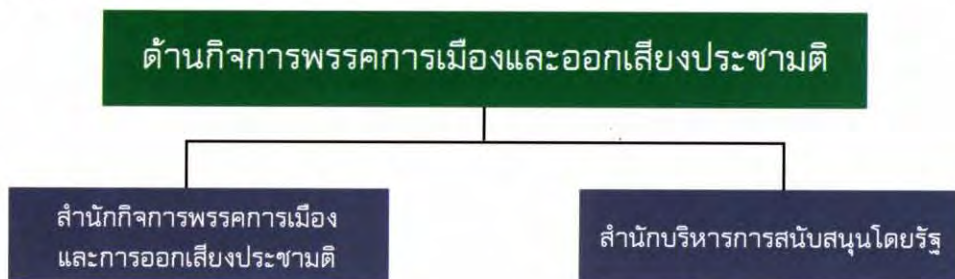 ด้านกิจการพรรคการเมืองและออกเสียงประชามติ
สำนักกิจการพรรคการเมือง
และการออกเสียงประชามติ
สำนักบริหารการสนับสนุนโดยรัฐ